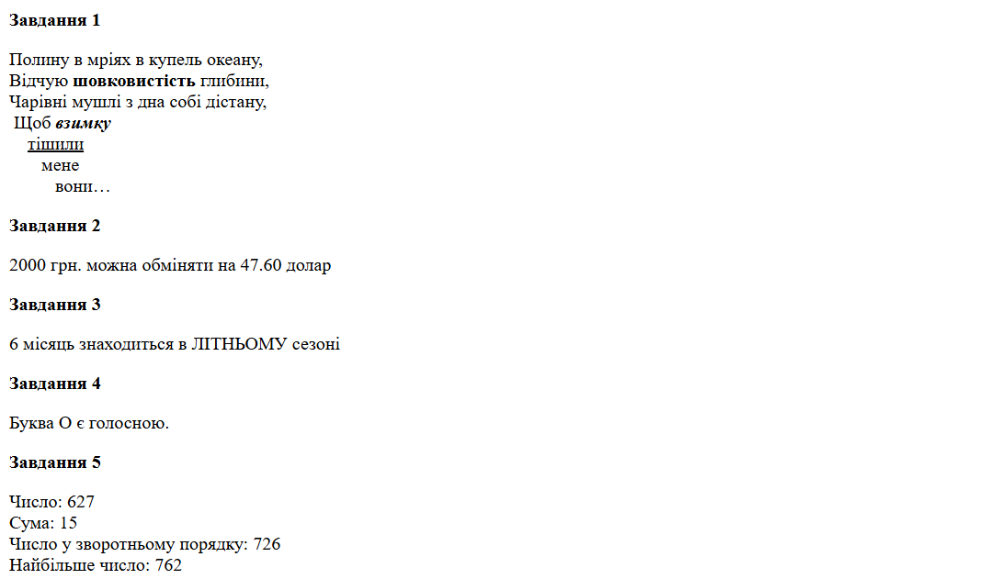 Завдання 1
Полину в мріях в купель океану,
Відчую шовковистість глибини,
Чарівні мушлі з дна собі дістану,
Щоб взимку
тішили
мене
вони…
Завдання 2
2000 грн. можна обміняти на 47.60 долар
Завдання 3
6 місяць знаходиться в ЛІТНЬОМУ сезоні
Завдання 4
Буква О є голосною.
Завдання 5
Число: 627
Сума: 15
Число у зворотньому порядку: 726
Найбільше число: 762